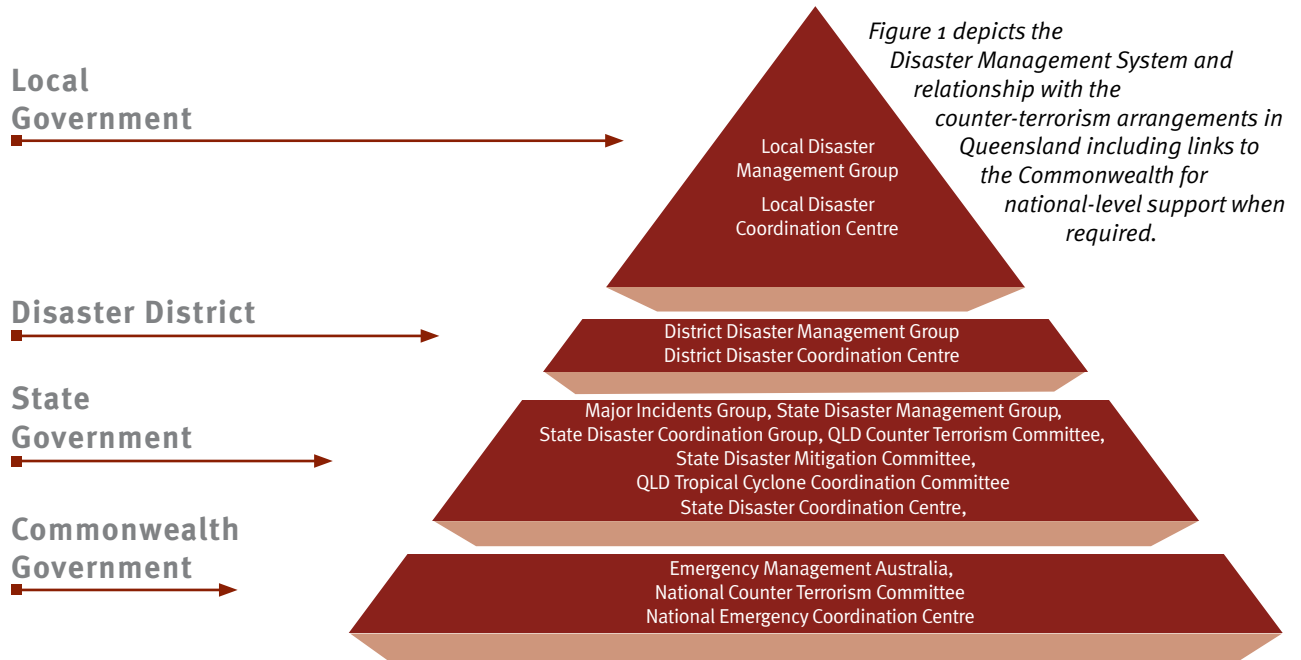 Figure 1 depicts the
Disaster Management System and
relationship with the
counter-terrorism arrangements in
Queensland including links to
the Commonwealth for
national-level support when
required.
Local
Government
Local Disaster
Management Group
Local Disaster
Coordination Centre
Disaster District
District Disaster Management Group
District Disaster Coordination Centre
State
Government
Major Incidents Group, State Disaster Management Group,
State Disaster Coordination Group, QLD Counter Terrorism Committee,
State Disaster Mitigation Committee,
QLD Tropical Cyclone Coordination Committee
State Disaster Coordination Centre,
Commonwealth
Government
Emergency Management Australia,
National Counter Terrorism Committee
National Emergency Coordination Centre